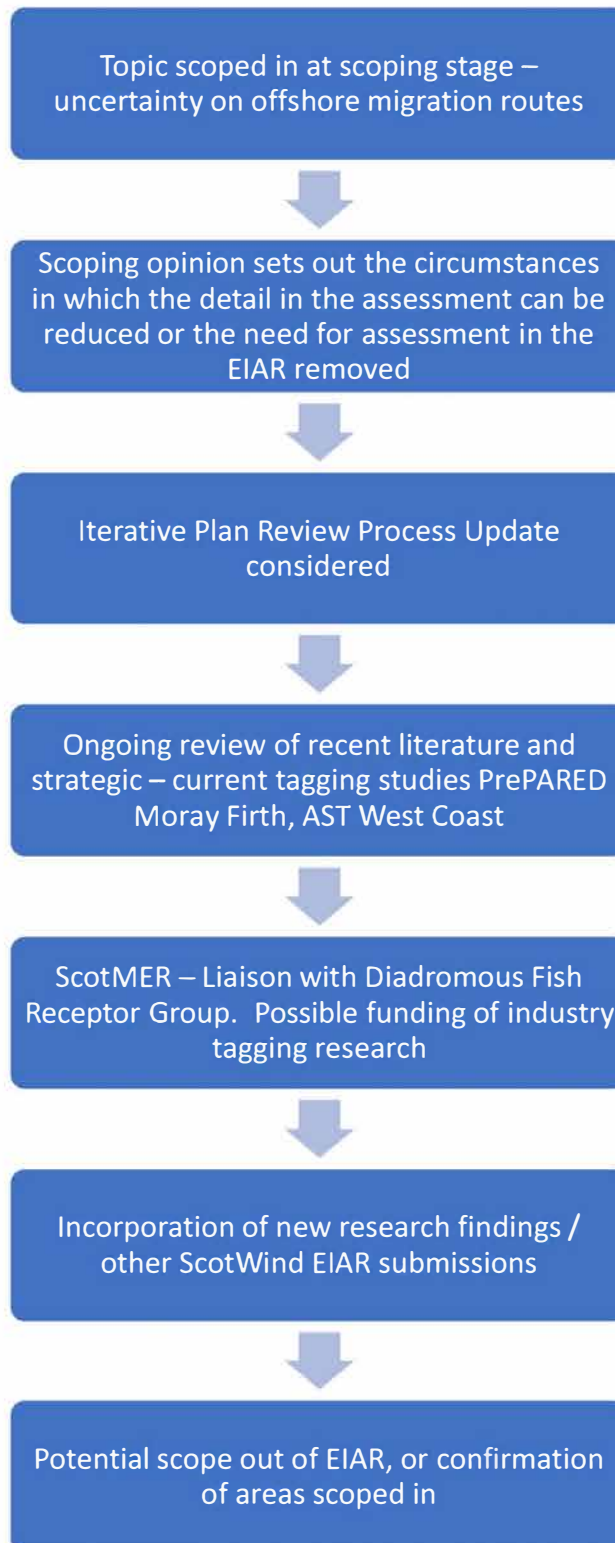 Topic scoped in at scoping stage –
uncertainty on offshore migration routes
Scoping opinion sets out the circumstances
in which the detail in the assessment can be
reduced or the need for assessment in the
EIAR removed
Iterative Plan Review Process Update
considered
Ongoing review of recent literature and
strategic – current tagging studies PrePARED
Moray Firth, AST West Coast
ScotMER – Liaison with Diadromous Fish
Receptor Group.  Possible funding of industry
tagging research
Incorporation of new research findings /
other ScotWind EIAR submissions
Potential scope out of EIAR, or confirmation
of areas scoped in